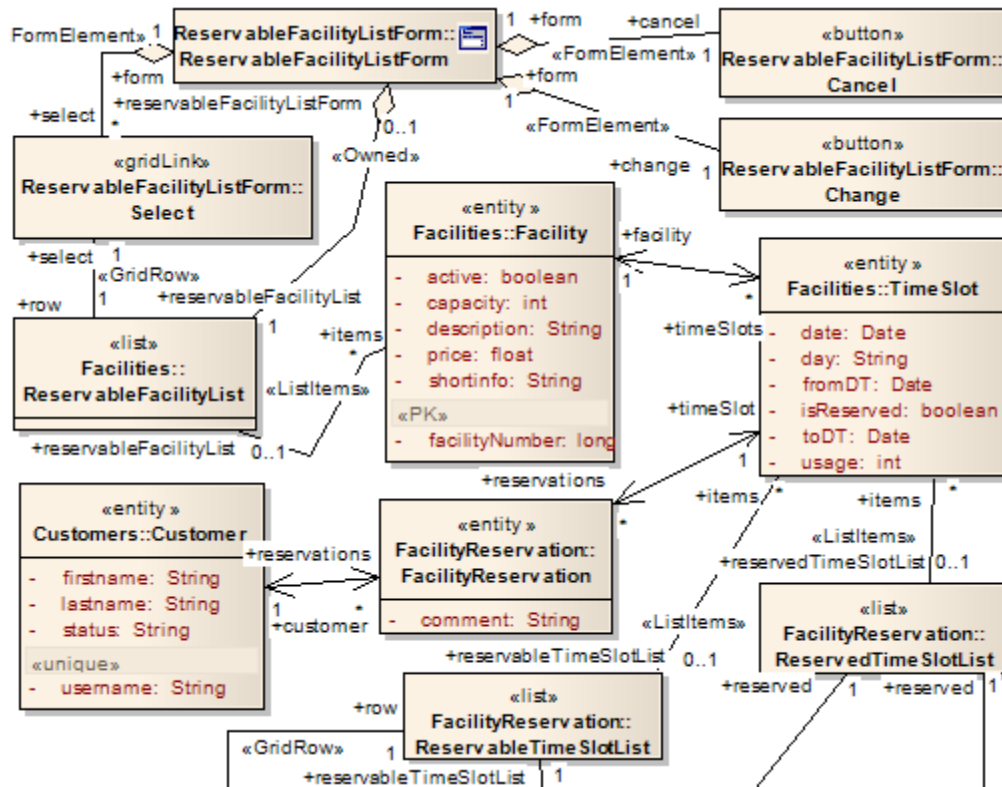 FormElement»
1
+form
ReservableFacilityListForm::
ReservableFacilityListForm
1
+form
+cancel
«FormElement»
1
+form
1
«FormElement»
+change
1
«button»
ReservableFacilityListForm::
Cancel
«button»
ReservableFacilityListForm::
Change
+reservableFacilityListForm
0..1
«Owned»
+select
*
«gridLink»
ReservableFacilityListForm::
Select
+select
1
«GridRow»
+row
1
+reservableFacilityList
1
«list»
Facilities::
ReservableFacilityList
+items
*
«ListItems»
+reservableFacilityList
0..1
«entity »
Facilities::Facility
- active: boolean
- capacity: int
- description: String
- price: float
- shortinfo: String
«PK»
- facilityNumber: long
+facility
1
*
+timeSlots
«entity »
Facilities::TimeSlot
- date: Date
- day: String
- fromDT: Date
- isReserved: boolean
- toDT: Date
- usage: int
+timeSlot
1
+reservations
*
+items
*
+items
*
«ListItems»
+reservedTimeSlotList
0..1
«entity »
Customers::Customer
- firstname: String
- lastname: String
- status: String
«unique»
- username: String
+reservations
1
*
+customer
«entity »
FacilityReservation::
FacilityReservation
- comment: String
«ListItems»
+reservableTimeSlotList
0..1
«list»
FacilityReservation::
ReservedTimeSlotList
+reserved
1
+reserved
1
«list»
FacilityReservation::
ReservableTimeSlotList
+row
1
«GridRow»
+reservableTimeSlotList
1